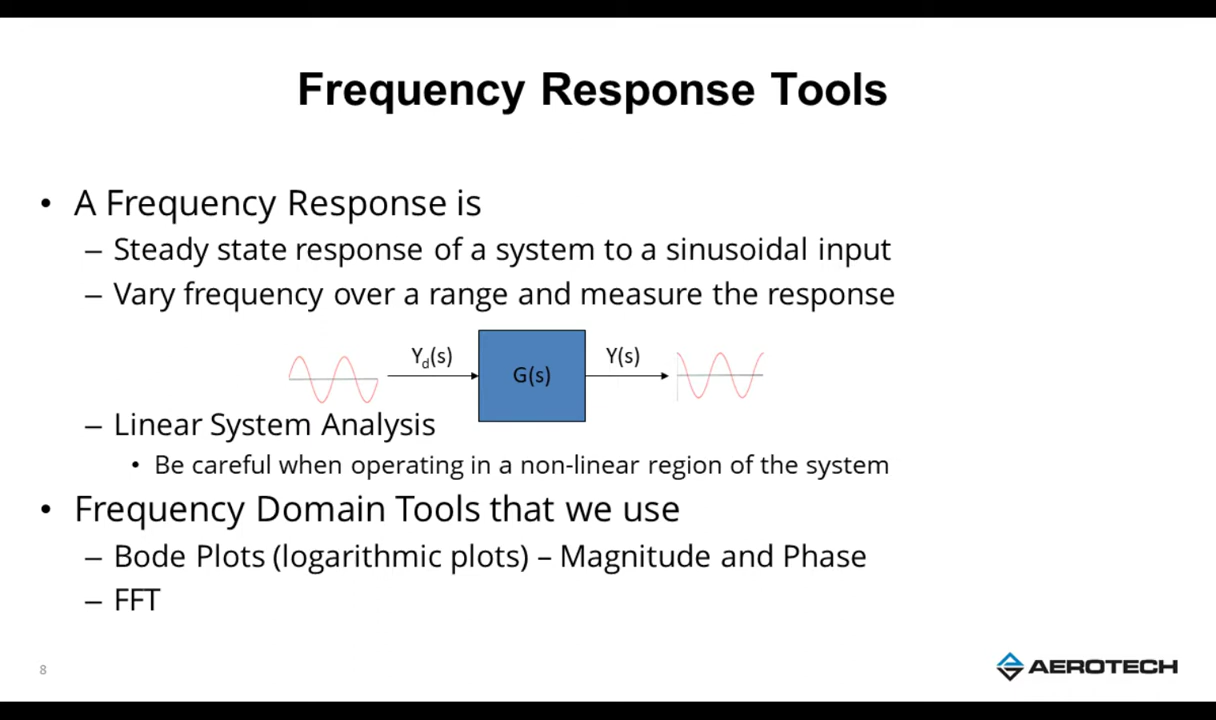 Frequency Response Tools
• A Frequency Response is
– Steady state response of a system to a sinusoidal input
– Vary frequency over a range and measure the response
Yd(s) G(s) Y(s)
– Linear System Analysis
• Be careful when operating in a non-linear region of the system
• Frequency Domain Tools that we use
– Bode Plots (logarithmic plots) – Magnitude and Phase
– FFT
8
AEROTECH